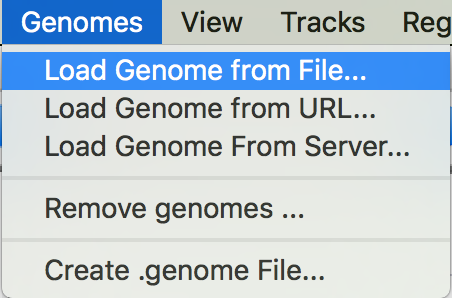 Genomes View Tracks Reg
Load Genome from File...
Load Genome from URL...
Load Genome From Server...
Remove genomes ...
Create .genome File...